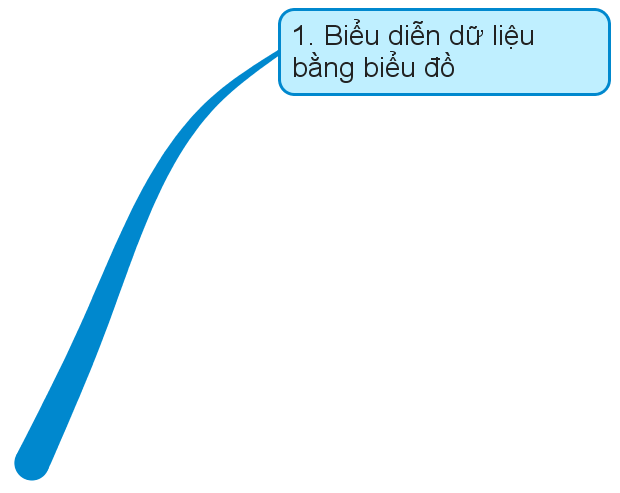 1. Biểu diễn dữ liệu
bằng biểu đồ